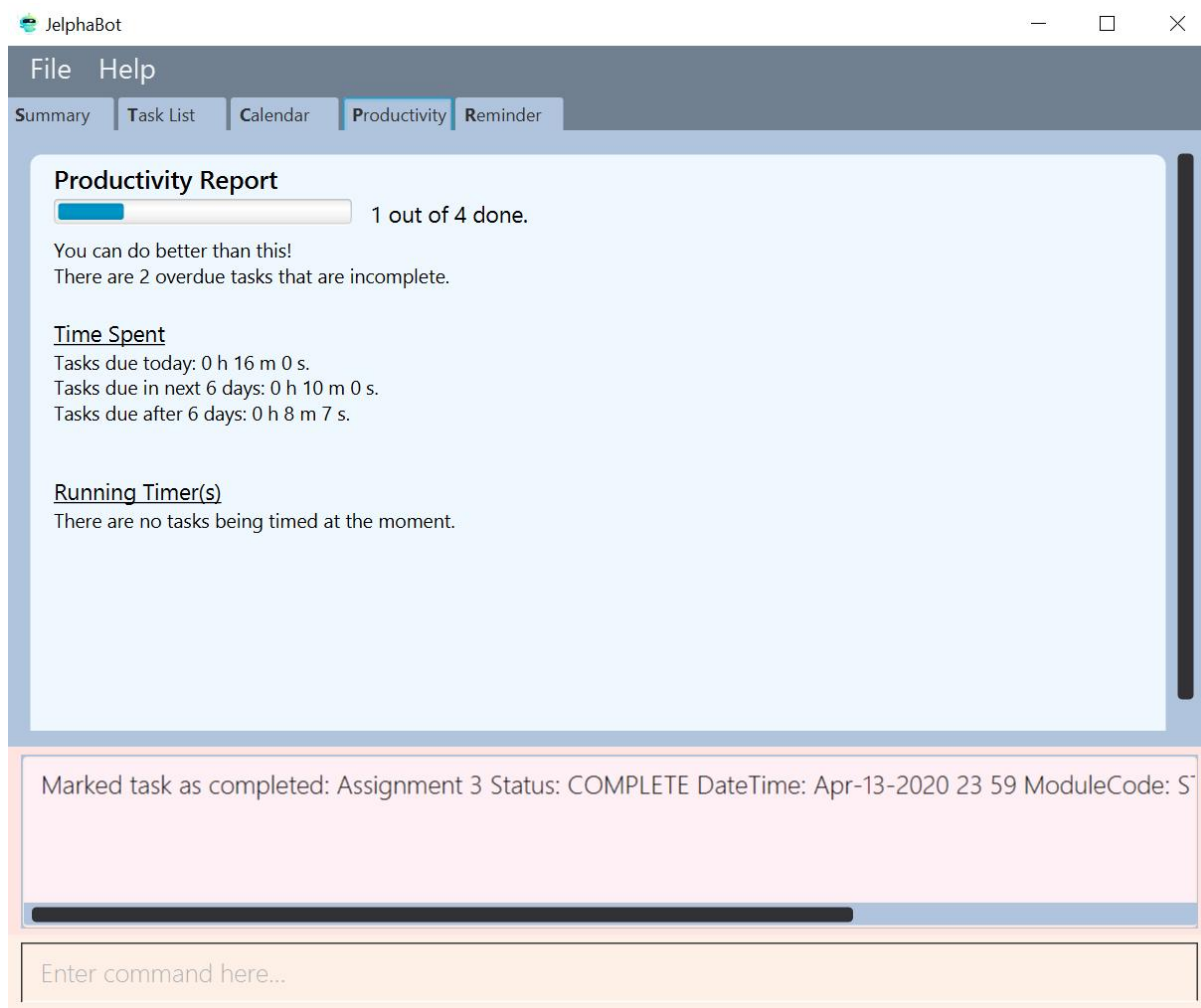 JelphaBot
File Help
Summary Task List Calendar Productivity Reminder
Productivity Report
1 out of 4 done.
You can do better than this!
There are 2 overdue tasks that are incomplete.
Time Spent
Tasks due today: 0 h 16 m 0 s.
Tasks due in next 6 days: 0 h 10 m 0 s.
Tasks due after 6 days: 0 h 8 m 7 s.
Running Timer(s)
There are no tasks being timed at the moment.
Marked task as completed: Assignment 3 Status: COMPLETE DateTime: Apr-13-2020 23 59 ModuleCode:
Enter command here...